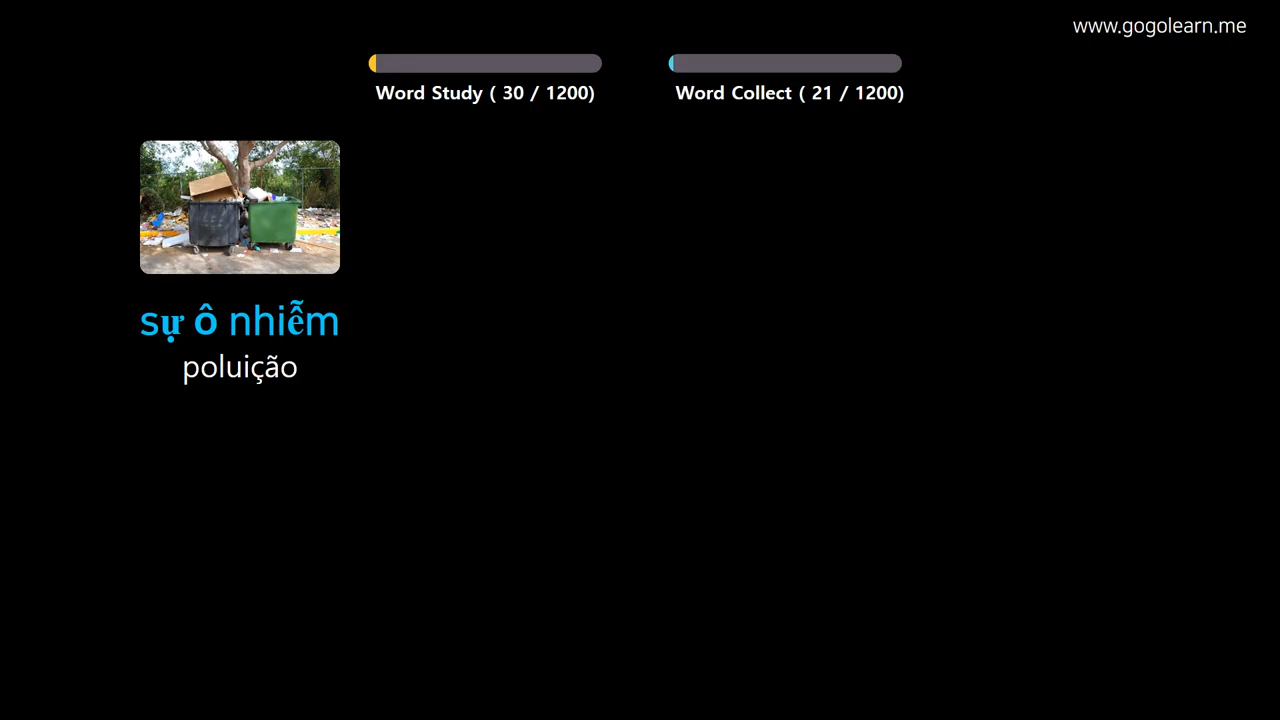 www.gogolearn.me
Word Study ( 30 / 1200)
Word Collect ( 21 / 1200)
sự ô nhiễm
poluição